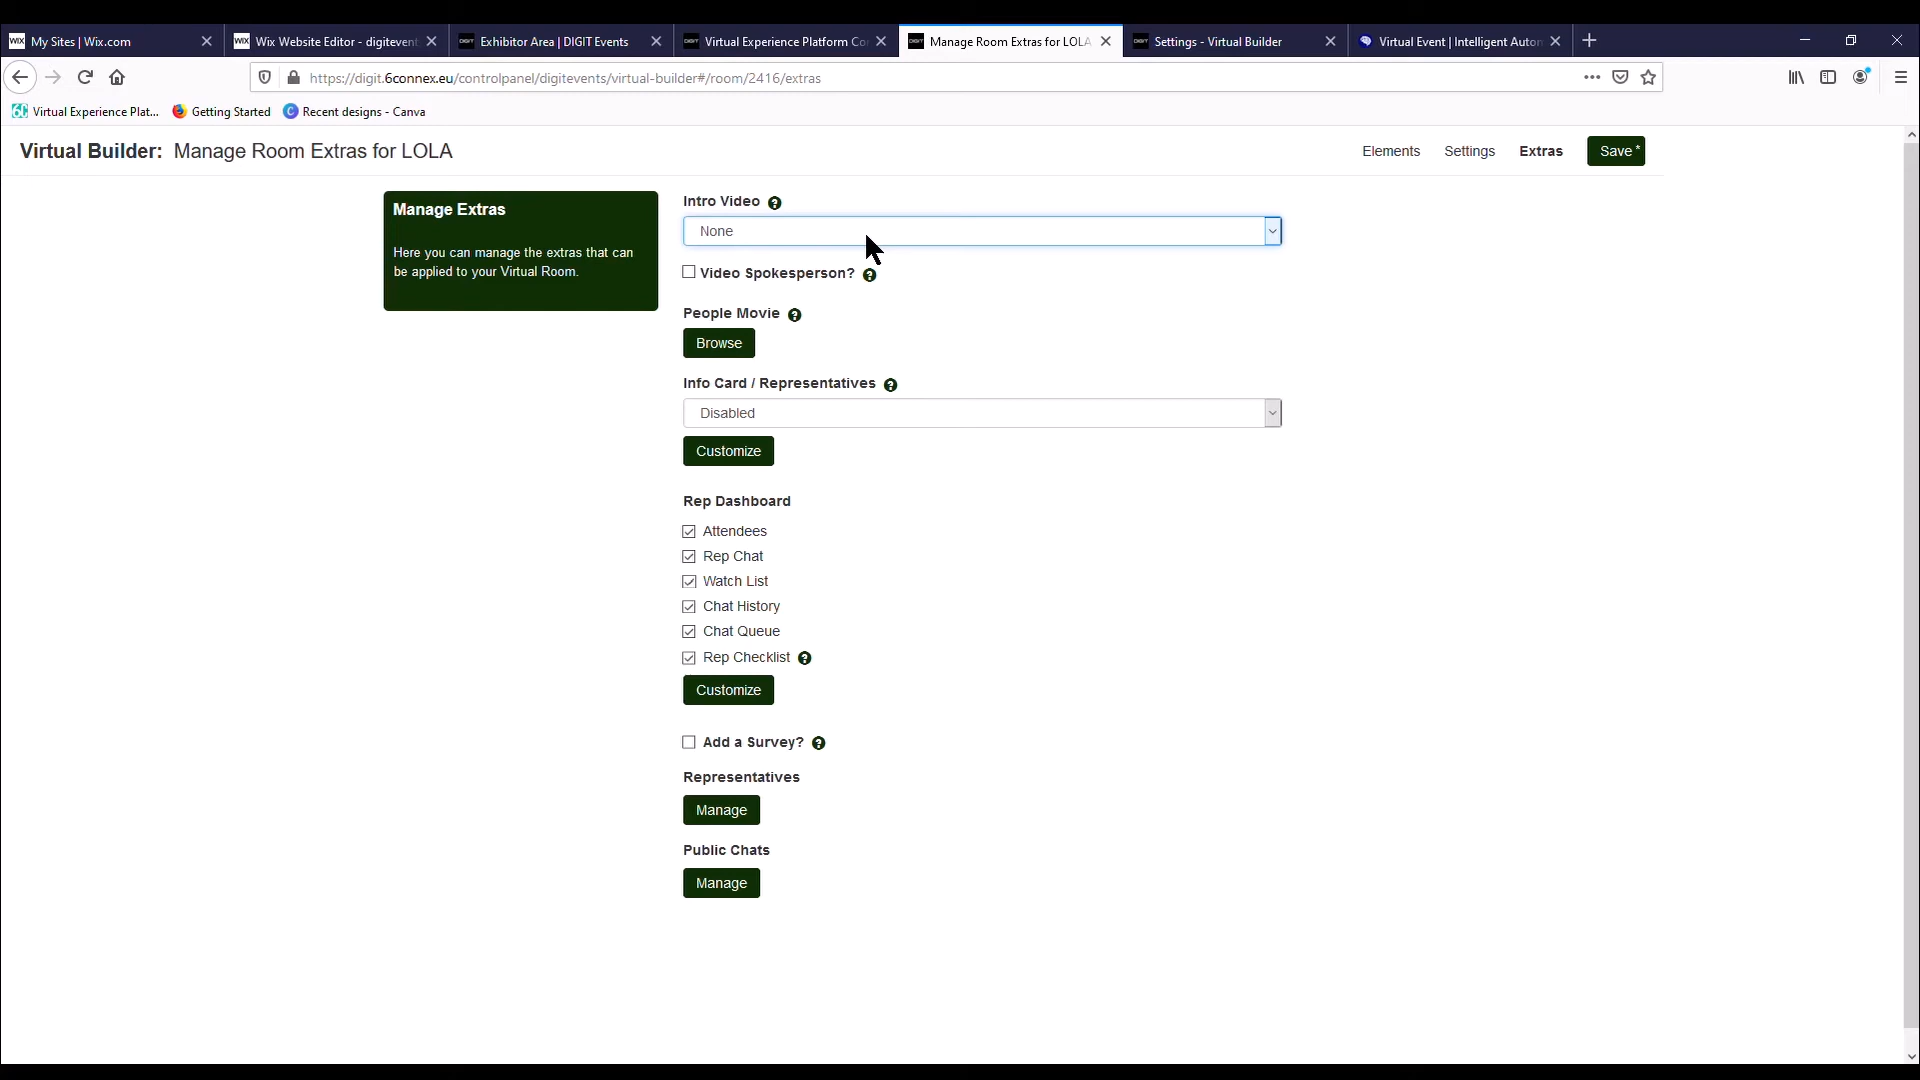 My Sites | Wix.com
Wix Website Editor - digitevent
Exhibitor Area | DIGIT Events
Virtual Experience Platform Co
Manage Room Extras for LOLA
Settings - Virtual Builder
Virtual Event | Intelligent Auton
https://digit.6connex.eu/controlpanel/digitevents/virtual-builder#/room/2416/extras
Virtual Experience Plat...
Getting Started
Recent designs - Canva
Virtual Builder: Manage Room Extras for LOLA
Elements
Settings
Extras
Save *
Manage Extras
Here you can manage the extras that can
be applied to your Virtual Room.
Intro Video ?
None
Video Spokesperson? ?
People Movie ?
Browse
Info Card / Representatives ?
Disabled
Customize
Rep Dashboard
Attendees
Rep Chat
Watch List
Chat History
Chat Queue
Rep Checklist ?
Customize
Add a Survey? ?
Representatives
Manage
Public Chats
Manage